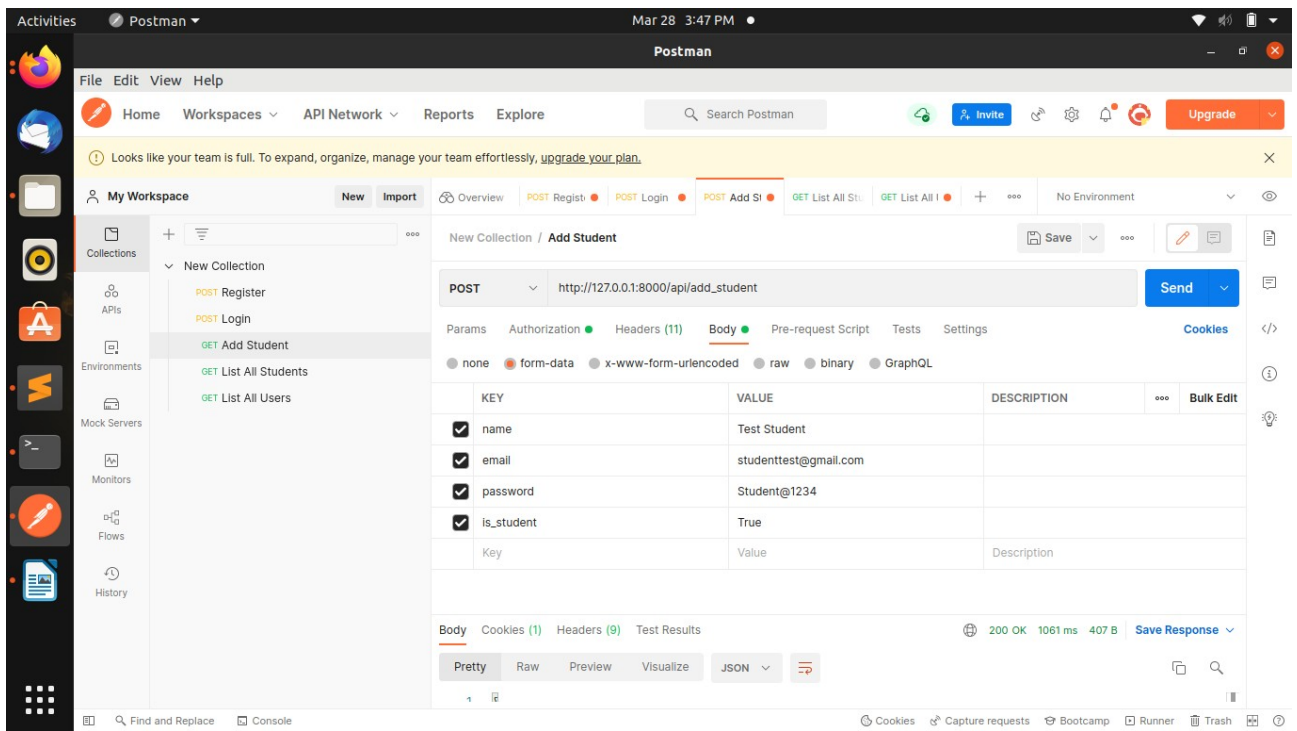 Activities Postman Mar 28 3:47 PM
Postman
File Edit View Help
Home Workspaces API Network Reports Explore Search Postman Invite Upgrade
Looks like your team is full. To expand, organize, manage your team effortlessly, upgrade your plan.
My Workspace New Import Overview POST Registe POST Login POST Add St GET List All Stu GET List All No Environment
Collections
New Collection / Add Student Save
New Collection
POST Register
POST Login
GET Add Student
GET List All Students
GET List All Users
APIs
Environments
Mock Servers
Monitors
Flows
History
POST http://127.0.0.1:8000/api/add_student Send
Params Authorization Headers (11) Body Pre-request Script Tests Settings Cookies
none form-data x-www-form-urlencoded raw binary GraphQL
KEY VALUE DESCRIPTION Bulk Edit
name Test Student
email studenttest@gmail.com
password Student@1234
is_student True
Key Value Description
Body Cookies (1) Headers (9) Test Results 200 OK 1061 ms 407 B Save Response
Pretty Raw Preview Visualize JSON
1
Find and Replace Console Cookies Capture requests Bootcamp Runner Trash